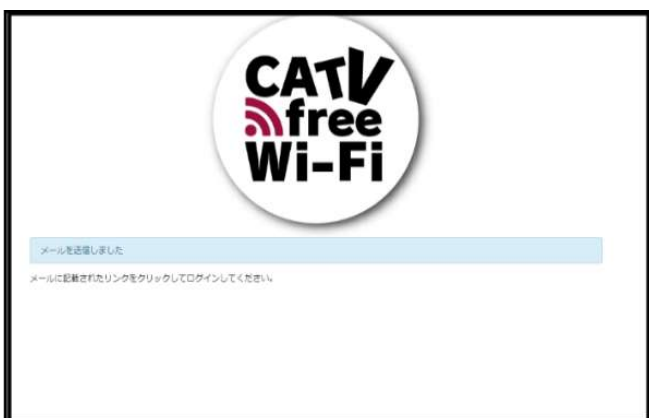 CATV
free
Wi-Fi
メールを送信しました
メールに記載されたリンクをクリックしてログインしてください。